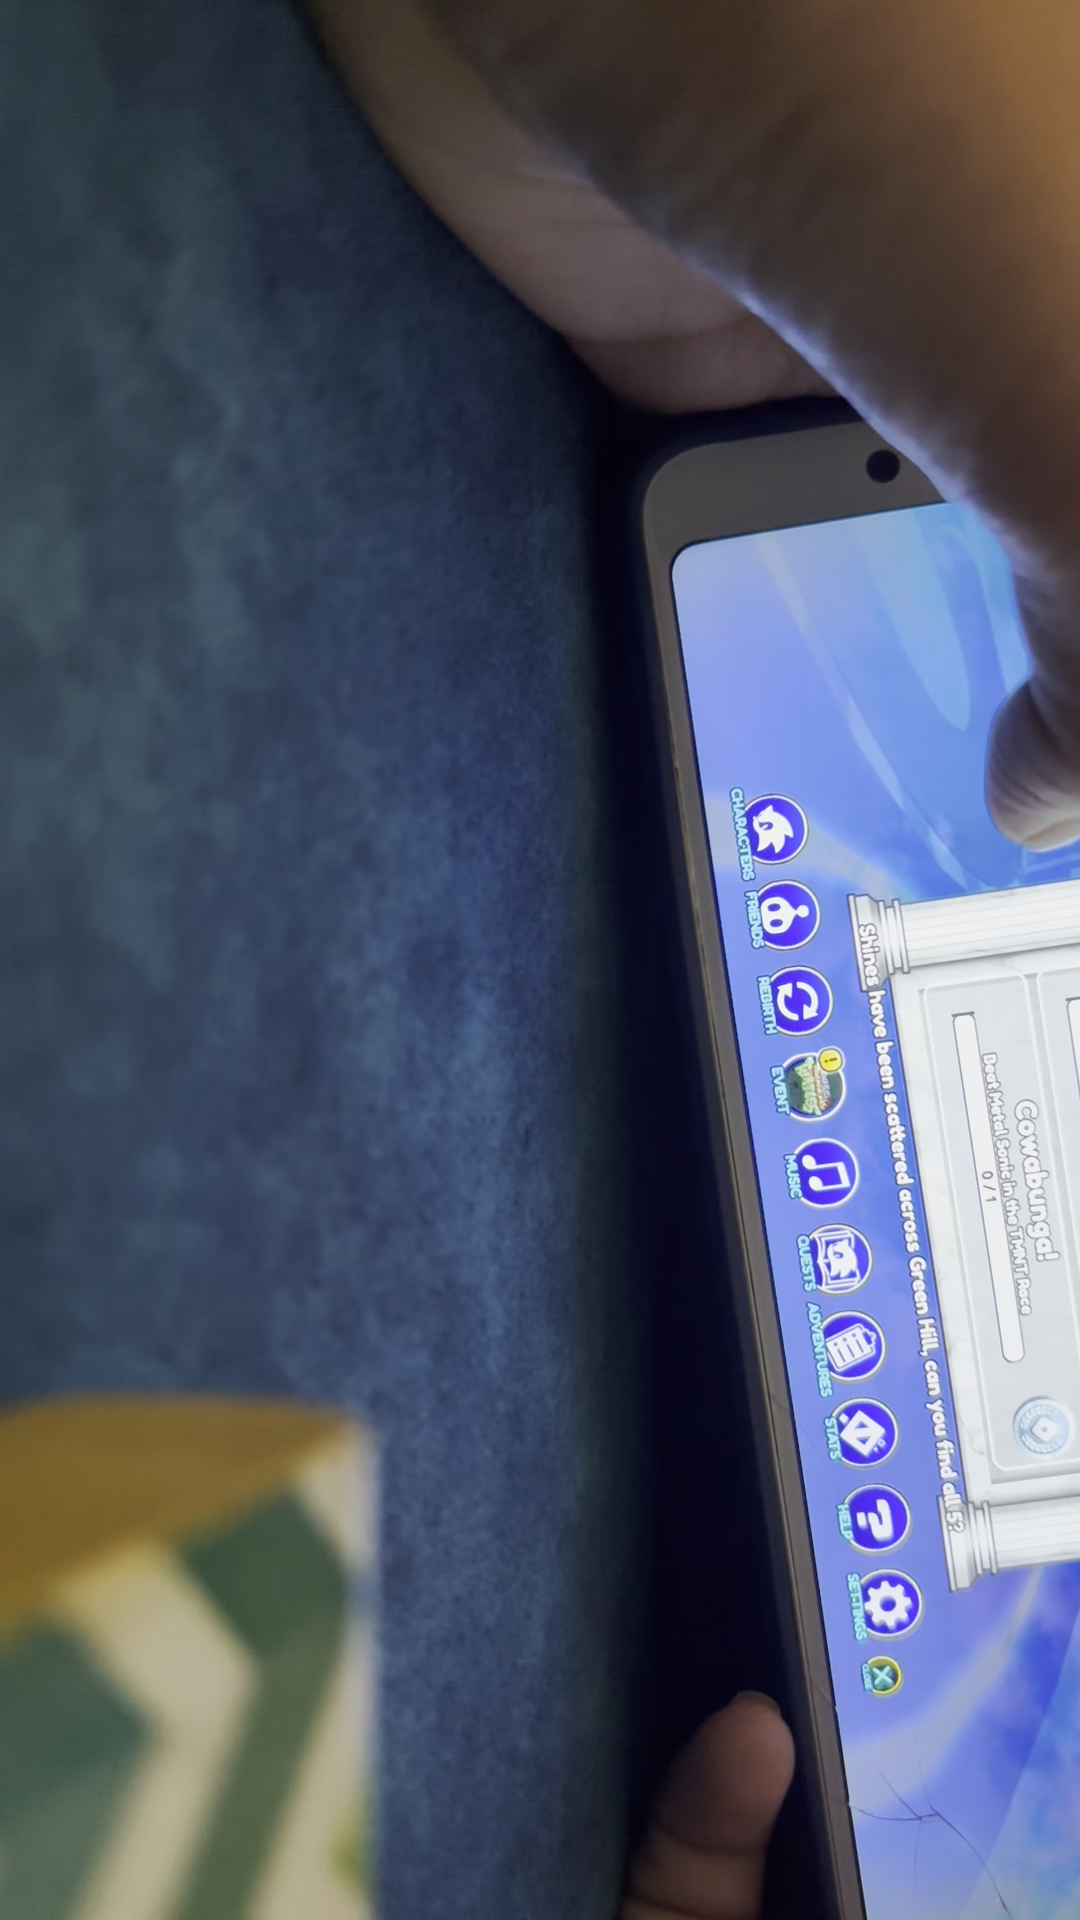 Cowabunga!
Beat Metal Sonic in the TMNT Race
0/1
Shines have been scattered across Green Hill, can you find all 5?
CHARACTERS
FRIENDS
REBIRTH
EVENT
MUSIC
QUESTS
ADVENTURES
STATS
HELP
SETTINGS
CLOSE